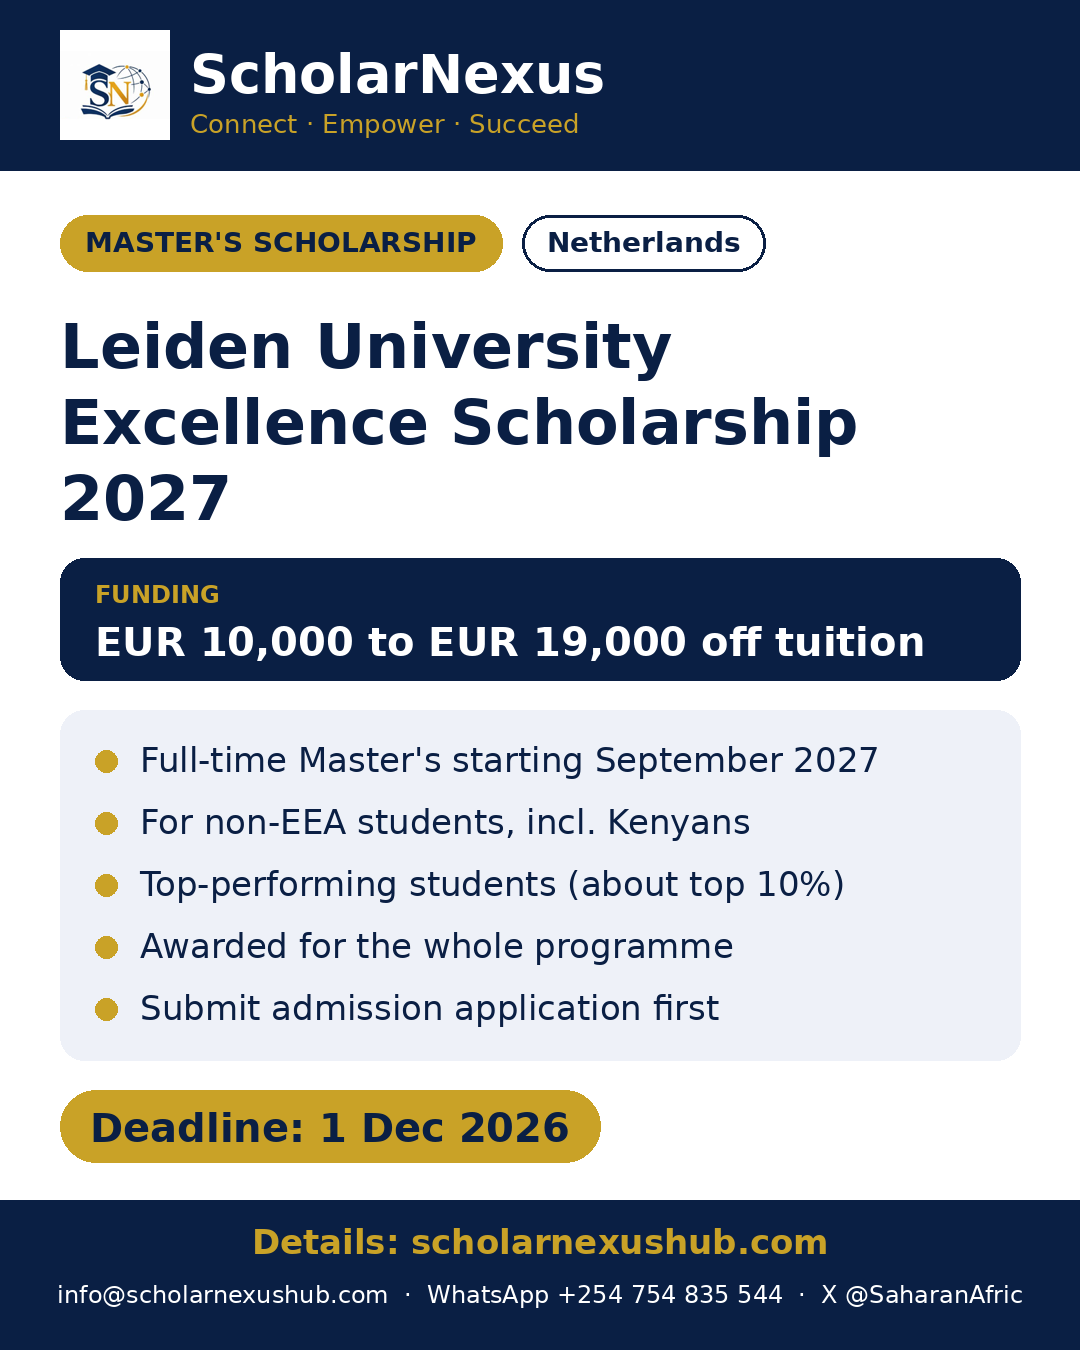 SN
ScholarNexus
Connect · Empower · Succeed
MASTER'S SCHOLARSHIP
Netherlands
Leiden University
Excellence Scholarship
2027
FUNDING
EUR 10,000 to EUR 19,000 off tuition
Full-time Master's starting September 2027
For non-EEA students, incl. Kenyans
Top-performing students (about top 10%)
Awarded for the whole programme
Submit admission application first
Deadline: 1 Dec 2026
Details: scholarnexushub.com
info@scholarnexushub.com · WhatsApp +254 754 835 544 · X @SaharanAfric